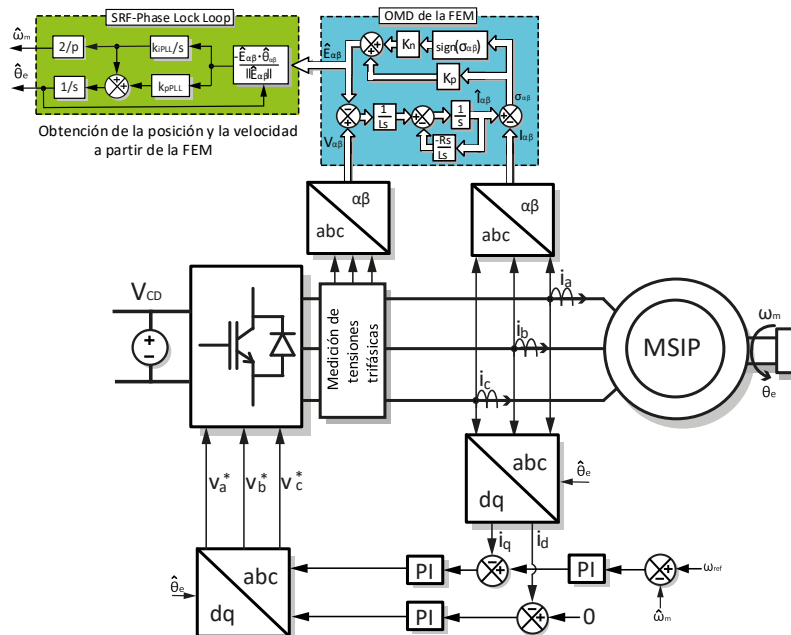 SRF-Phase Lock Loop
ω̂m
2/p
kiPLL/s
θ̂e
1/s
kpPLL
-Êαβ·θ̂αβ
||Êαβ||
Obtención de la posición y la velocidad
a partir de la FEM
OMD de la FEM
Êαβ
Kn
sign(σαβ)
Kp
σαβ
Îαβ
1
Ls
1
s
-Rs
Ls
Vαβ
Iαβ
αβ
abc
αβ
abc
VCD
Medición de
tensiones
trifásicas
ia
ib
ic
MSIP
ωm
θe
va*
vb*
vc*
abc
dq
θ̂e
iq
id
θ̂e
abc
dq
PI
PI
ωref
ω̂m
PI
0